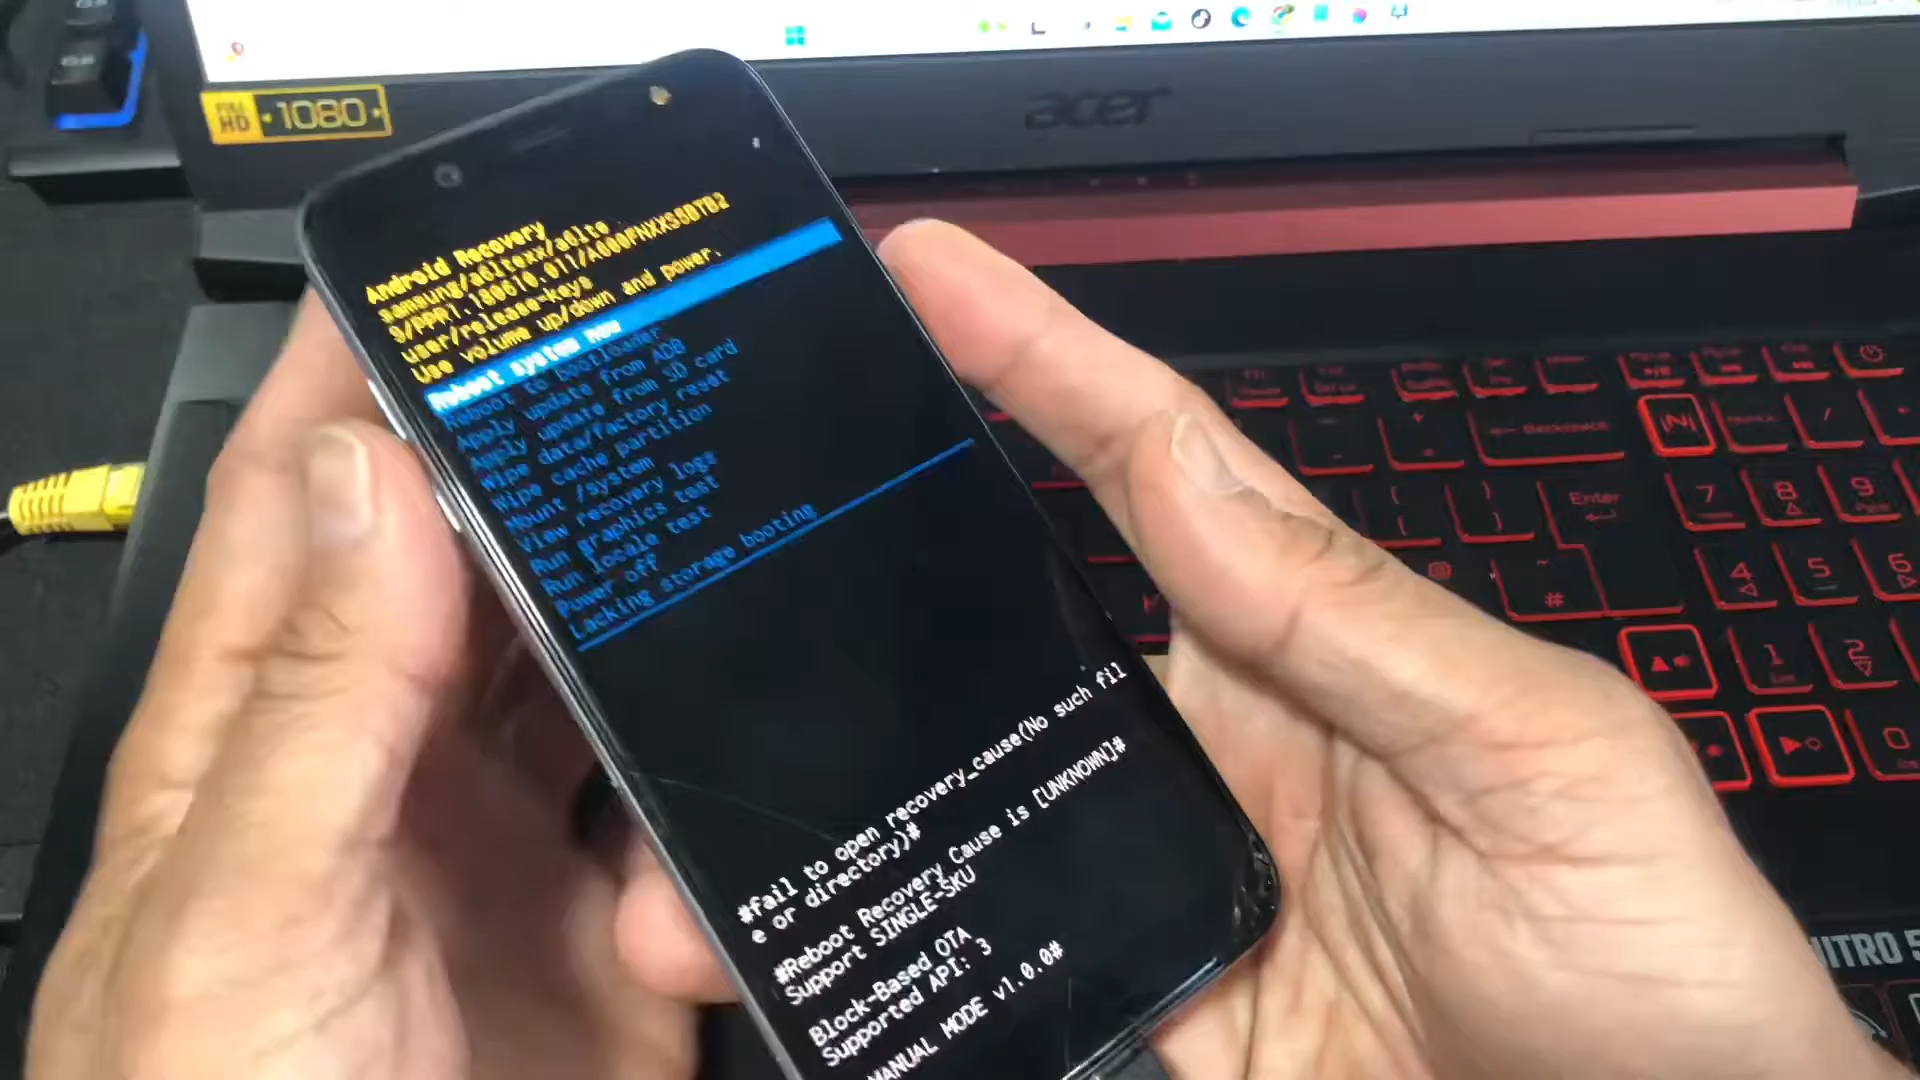 FULL HD 1080
acer
Android Recovery
samsung/a6ltexx/a6lte
9/PPR1.180610.011/A600FNXXS5BTB2
user/release-keys
Use volume up/down and power.
Reboot system now
Reboot to bootloader
Apply update from ADB
Apply update from SD card
Wipe data/factory reset
Wipe cache partition
Mount /system
View recovery logs
Run graphics test
Run locale test
Power off
Lacking storage booting
#fail to open recovery_cause(No such fil
e or directory)#
#Reboot Recovery Cause is [UNKNOWN]#
Support SINGLE-SKU
Block-Based OTA
Supported API: 3
MANUAL MODE v1.0.0#
Backspace
Enter
7 8 9
4 5 6
1 2
0
#
NITRO 5